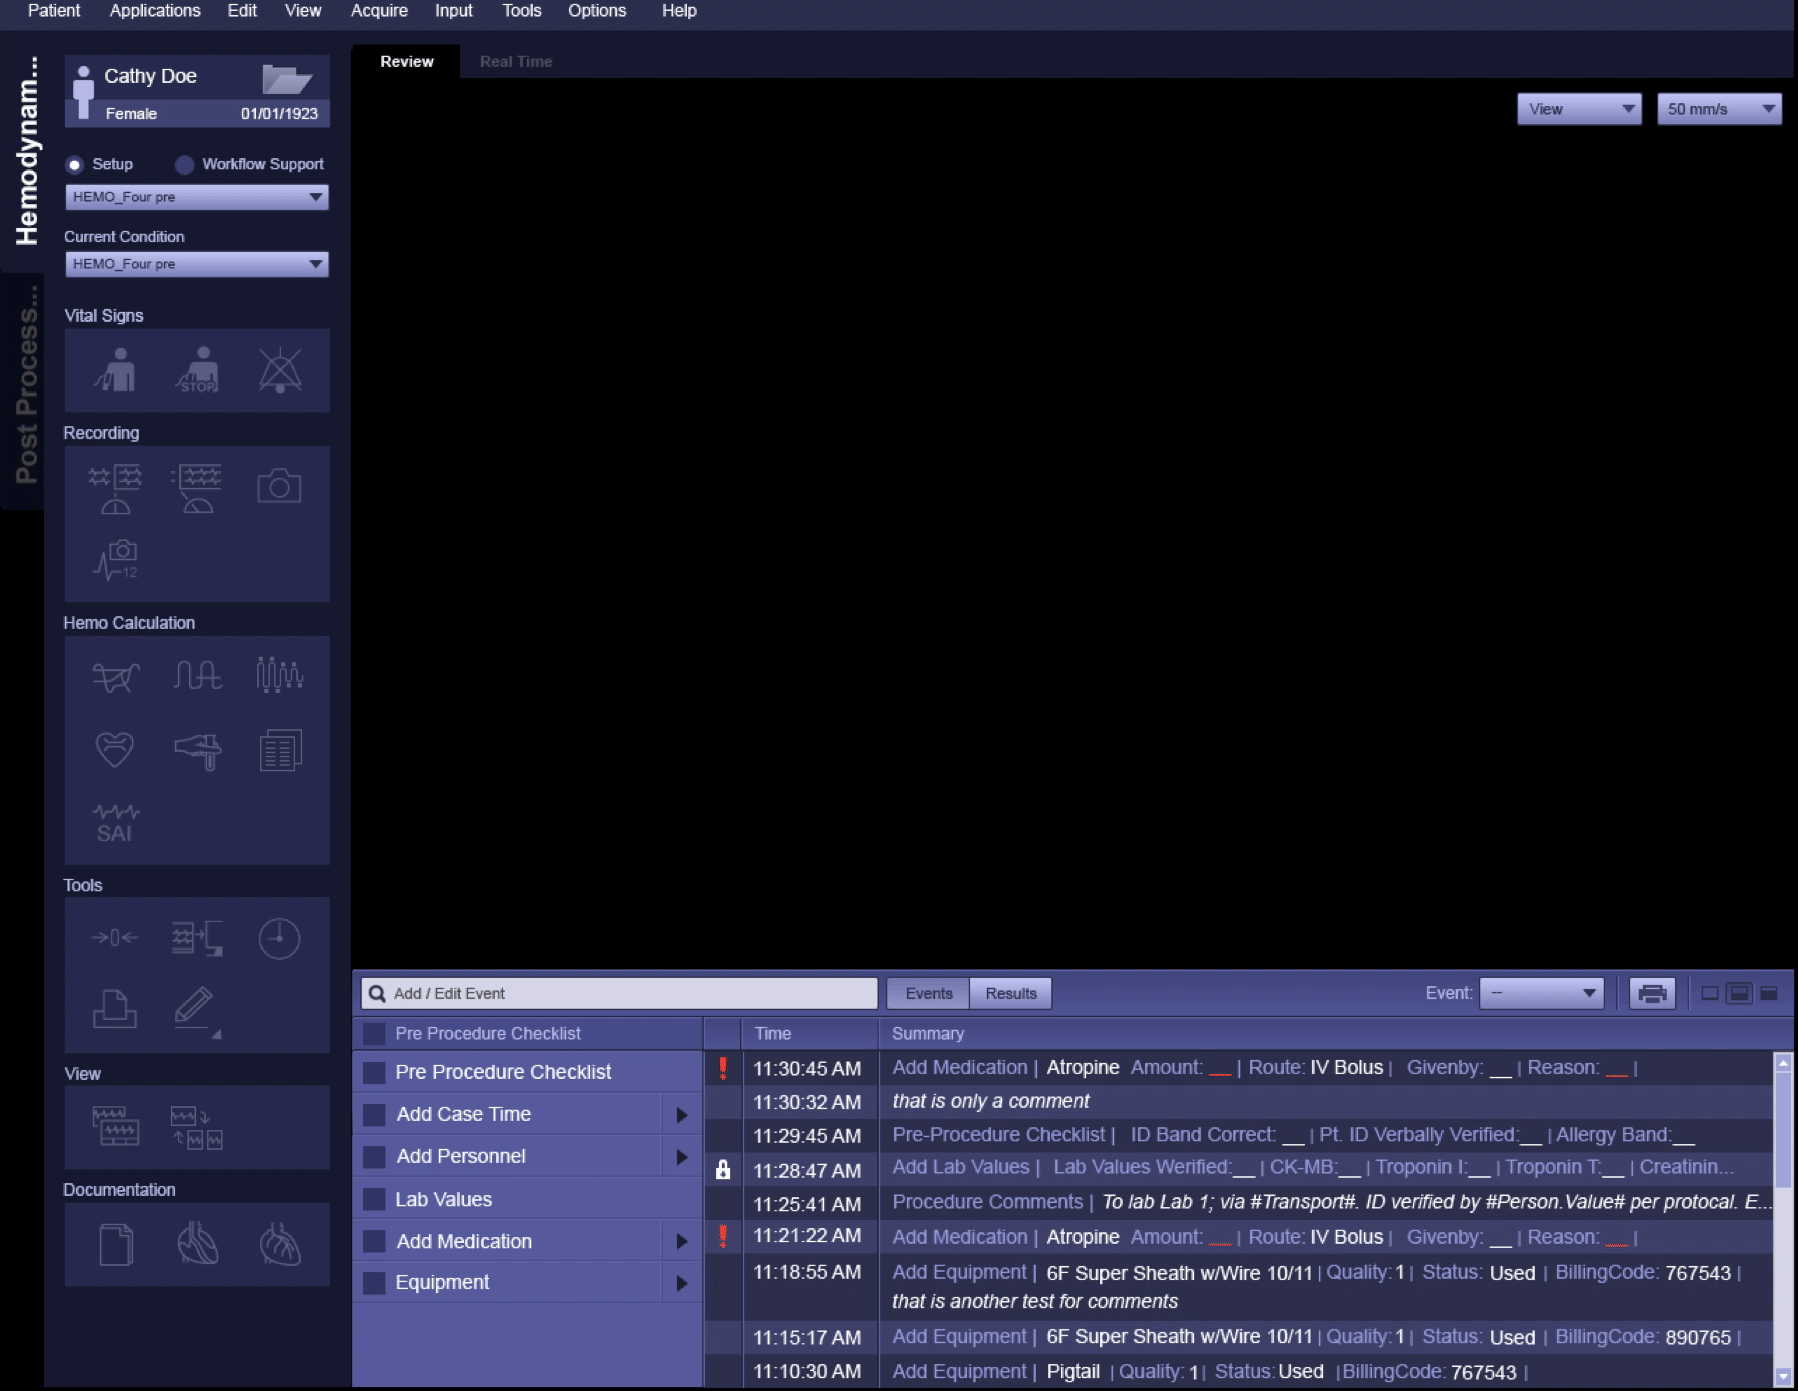 Patient Applications Edit View Acquire Input Tools Options Help
Hemodynam...
Post Process...
Cathy Doe
Female 01/01/1923
Setup Workflow Support
HEMO_Four pre
Current Condition
HEMO_Four pre
Vital Signs
STOP
Recording
12
Hemo Calculation
SAI
Tools
View
Documentation
Review Real Time
View 50 mm/s
Add / Edit Event Events Results Event: --
Pre Procedure Checklist
Pre Procedure Checklist
Add Case Time
Add Personnel
Lab Values
Add Medication
Equipment
Time Summary
! 11:30:45 AM Add Medication | Atropine Amount: __ | Route: IV Bolus | Givenby: __ | Reason: __ |
11:30:32 AM that is only a comment
11:29:45 AM Pre-Procedure Checklist | ID Band Correct: __ | Pt. ID Verbally Verified:__ | Allergy Band:__
11:28:47 AM Add Lab Values | Lab Values Werified:__ | CK-MB:__ | Troponin I:__ | Troponin T:__ | Creatinin...
11:25:41 AM Procedure Comments | To lab Lab 1; via #Transport#. ID verified by #Person.Value# per protocal. E...
! 11:21:22 AM Add Medication | Atropine Amount: __ | Route: IV Bolus | Givenby: __ | Reason: __ |
11:18:55 AM Add Equipment | 6F Super Sheath w/Wire 10/11 | Quality: 1 | Status: Used | BillingCode: 767543 |
that is another test for comments
11:15:17 AM Add Equipment | 6F Super Sheath w/Wire 10/11 | Quality: 1 | Status: Used | BillingCode: 890765 |
11:10:30 AM Add Equipment | Pigtail | Quality: 1 | Status: Used | BillingCode: 767543 |